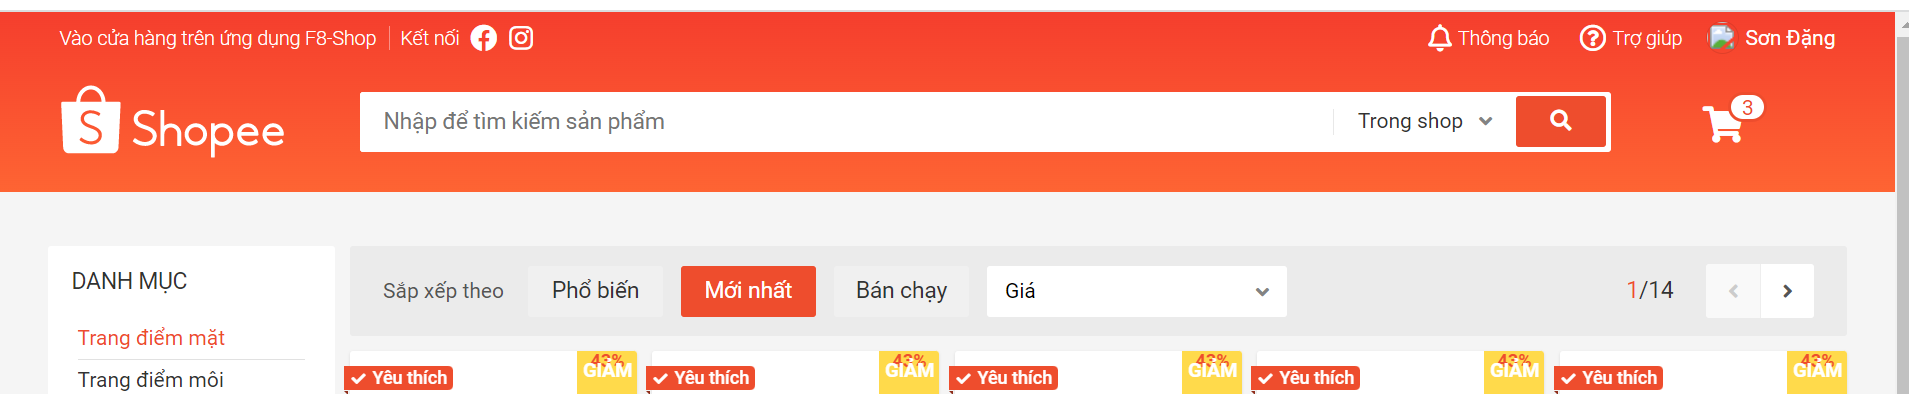 Vào cửa hàng trên ứng dụng F8-Shop Kết nối Thông báo Trợ giúp Sơn Đặng
S Shopee Nhập để tìm kiếm sản phẩm Trong shop 3
DANH MỤC Sắp xếp theo Phổ biến Mới nhất Bán chạy Giá 1/14
Trang điểm mặt
Trang điểm môi
43% 43% 43% 43% 43%
GIẢM GIẢM GIẢM GIẢM GIẢM
Yêu thích Yêu thích Yêu thích Yêu thích Yêu thích